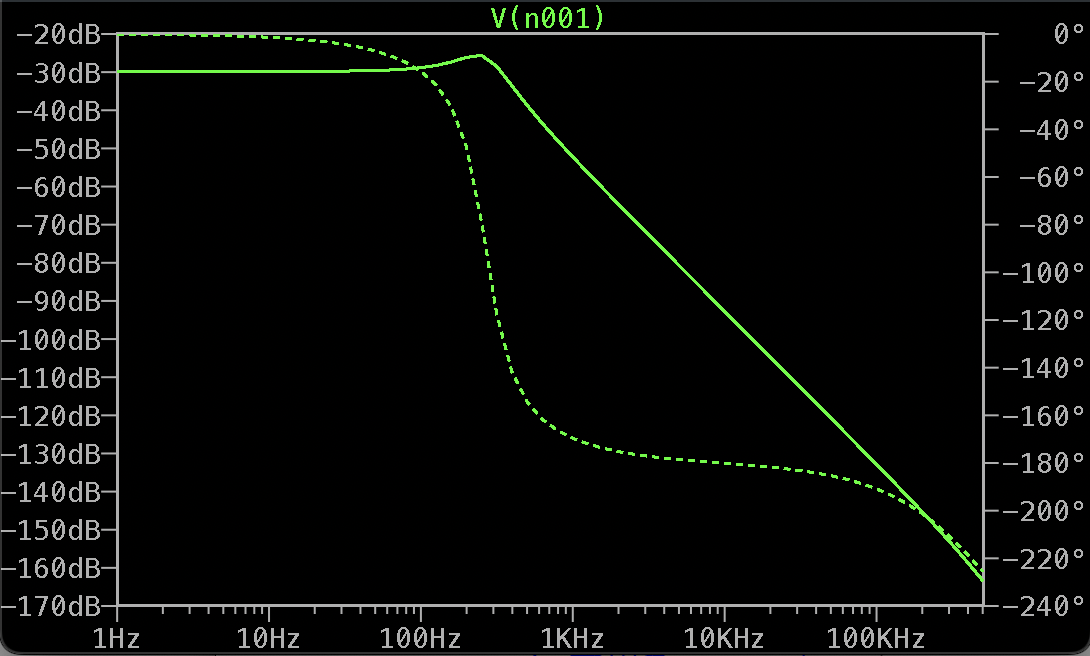 V(n001)
−20dB 0°
−30dB −20°
−40dB −40°
−50dB −60°
−60dB −80°
−70dB −100°
−80dB −120°
−90dB −140°
−100dB −160°
−110dB −180°
−120dB −200°
−130dB −220°
−140dB −240°
−150dB
−160dB
−170dB
1Hz 10Hz 100Hz 1KHz 10KHz 100KHz